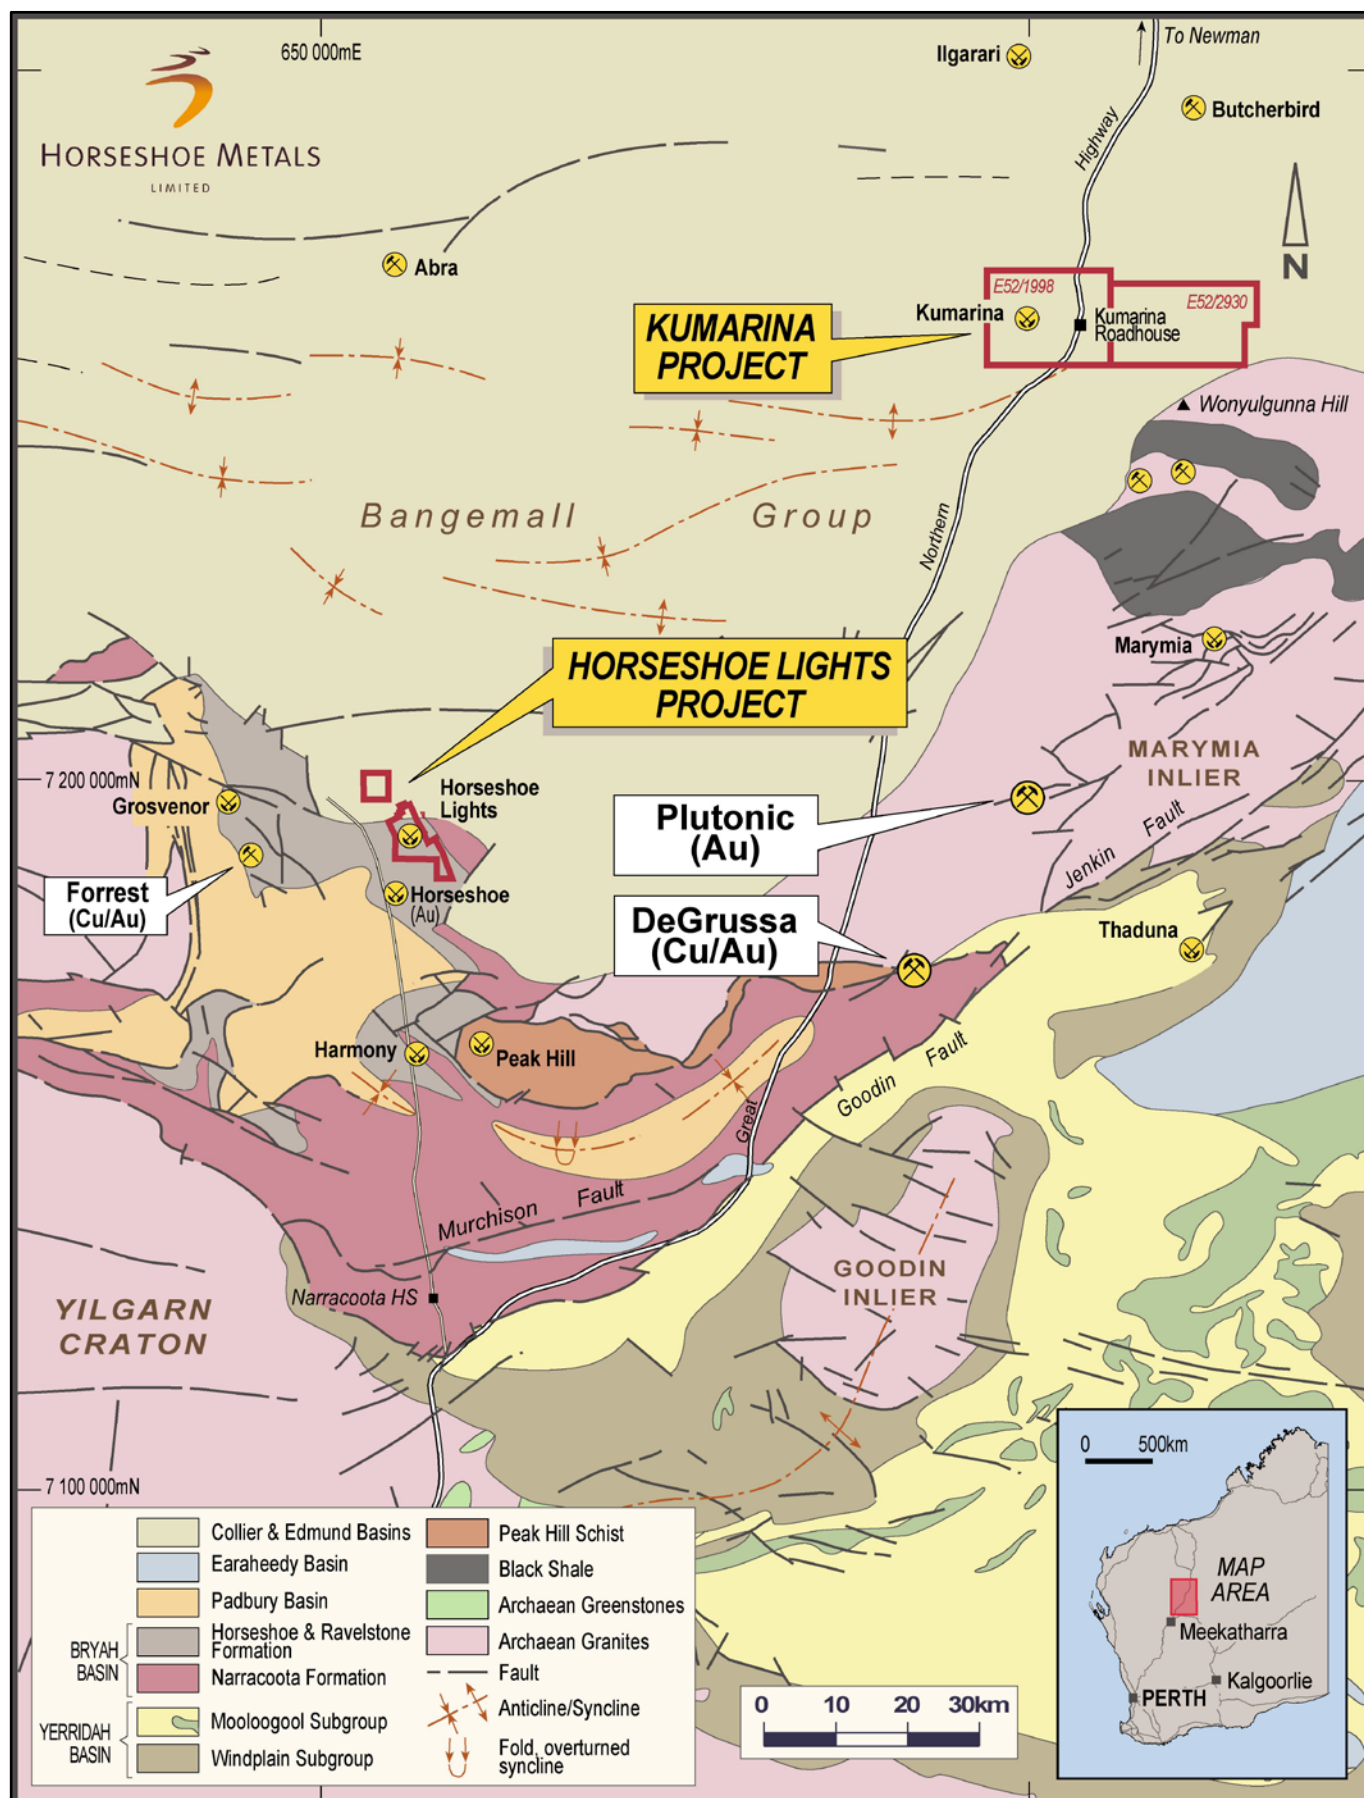 650 000mE
To Newman
Ilgarari
Butcherbird
Highway
HORSESHOE METALS
LIMITED
N
Abra
E52/1998
E52/2930
KUMARINA
PROJECT
Kumarina
Kumarina
Roadhouse
Wonyulgunna Hill
Bangemall Group
Northern
Marymia
HORSESHOE LIGHTS
PROJECT
MARYMIA
INLIER
7 200 000mN
Horseshoe
Lights
Grosvenor
Plutonic
(Au)
Jenkin Fault
Forrest
(Cu/Au)
Horseshoe
(Au)
DeGrussa
(Cu/Au)
Thaduna
Harmony
Peak Hill
Goodin Fault
Great
Murchison Fault
GOODIN
INLIER
Narracoota HS
YILGARN
CRATON
7 100 000mN
Collier & Edmund Basins
Earaheedy Basin
Padbury Basin
BRYAH
BASIN
Horseshoe & Ravelstone
Formation
Narracoota Formation
YERRIDAH
BASIN
Mooloogool Subgroup
Windplain Subgroup
Peak Hill Schist
Black Shale
Archaean Greenstones
Archaean Granites
Fault
Anticline/Syncline
Fold, overturned
syncline
0 10 20 30km
0 500km
MAP
AREA
Meekatharra
Kalgoorlie
PERTH